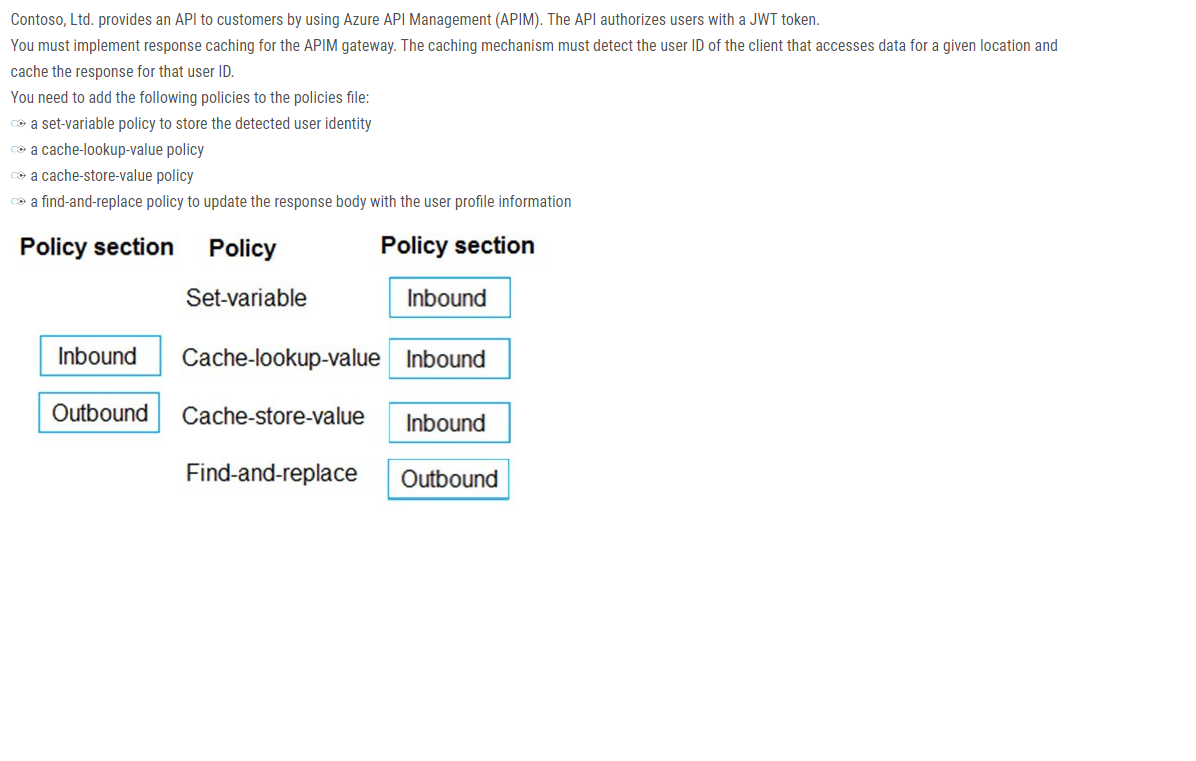 Contoso, Ltd. provides an API to customers by using Azure API Management (APIM). The API authorizes users with a JWT token.
You must implement response caching for the APIM gateway. The caching mechanism must detect the user ID of the client that accesses data for a given location and
cache the response for that user ID.
You need to add the following policies to the policies file:
a set-variable policy to store the detected user identity
a cache-lookup-value policy
a cache-store-value policy
a find-and-replace policy to update the response body with the user profile information
Policy section Policy Policy section
Set-variable Inbound
Inbound Cache-lookup-value Inbound
Outbound Cache-store-value Inbound
Find-and-replace Outbound